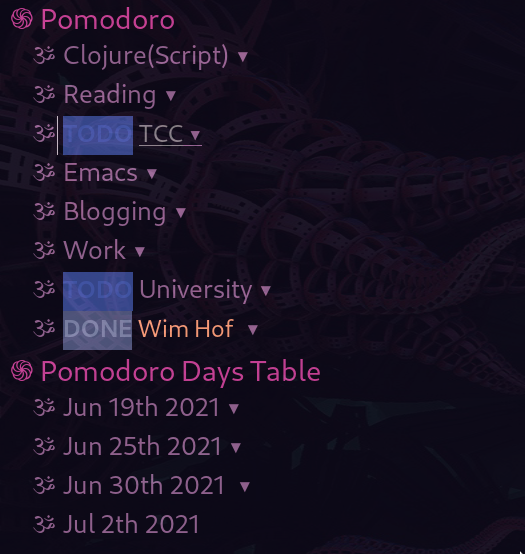 ֍ Pomodoro
ॐ Clojure(Script) ▾
ॐ Reading ▾
ॐ TODO TCC ▾
ॐ Emacs ▾
ॐ Blogging ▾
ॐ Work ▾
ॐ TODO University ▾
ॐ DONE Wim Hof ▾
֍ Pomodoro Days Table
ॐ Jun 19th 2021 ▾
ॐ Jun 25th 2021 ▾
ॐ Jun 30th 2021 ▾
ॐ Jul 2th 2021